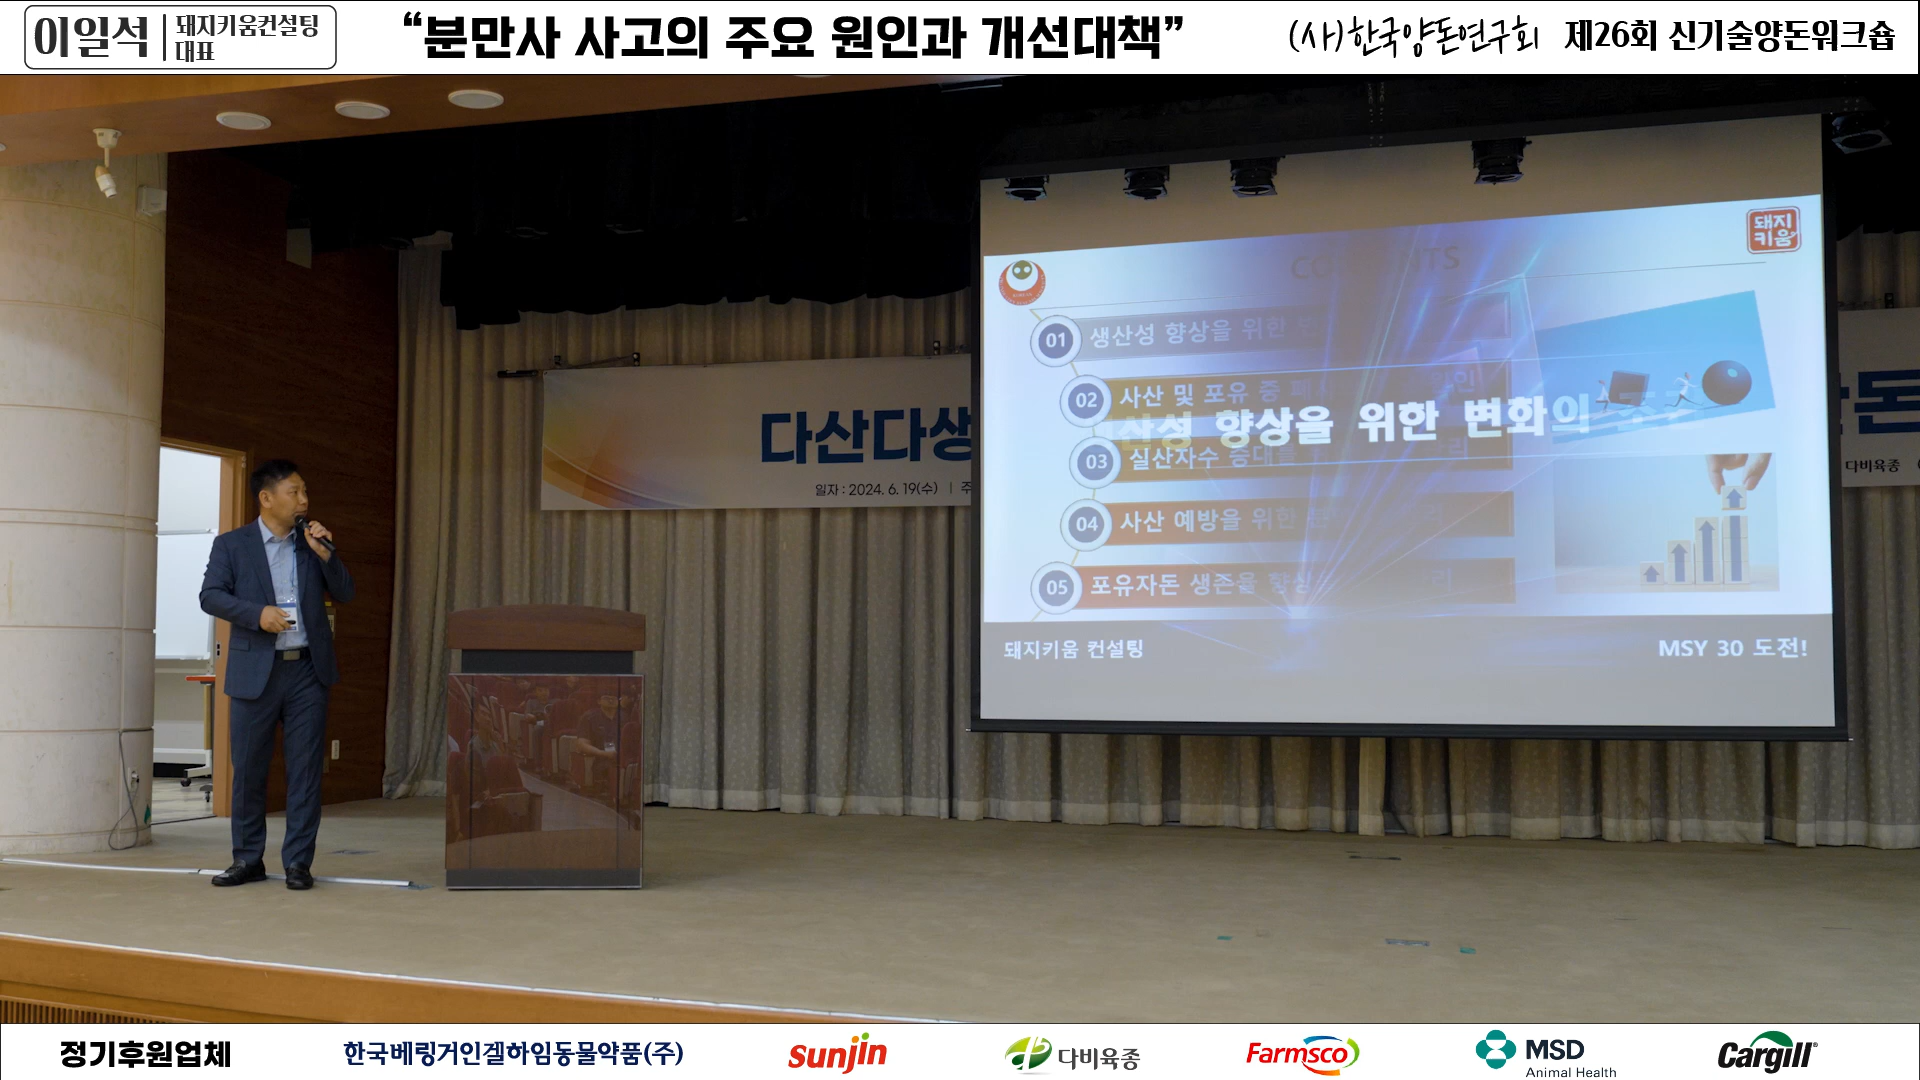 이일석
돼지키움컨설팅
대표
“분만사 사고의 주요 원인과 개선대책”
(사)한국양돈연구회 제26회 신기술양돈워크숍
돼지
키움
01 생산성 향상을 위한
02 사산 및 포유 중
향상을 위한 변화의
03 실산자수 증대를
04 사산 예방을 위한
05 포유자돈 생존율 향상
돼지키움 컨설팅
MSY 30 도전!
다산다생
일자 : 2024. 6. 19(수) | 주
돈
다비육종
정기후원업체
한국베링거인겔하임동물약품(주)
sunjin
다비육종
Farmsco
MSD
Animal Health
Cargill